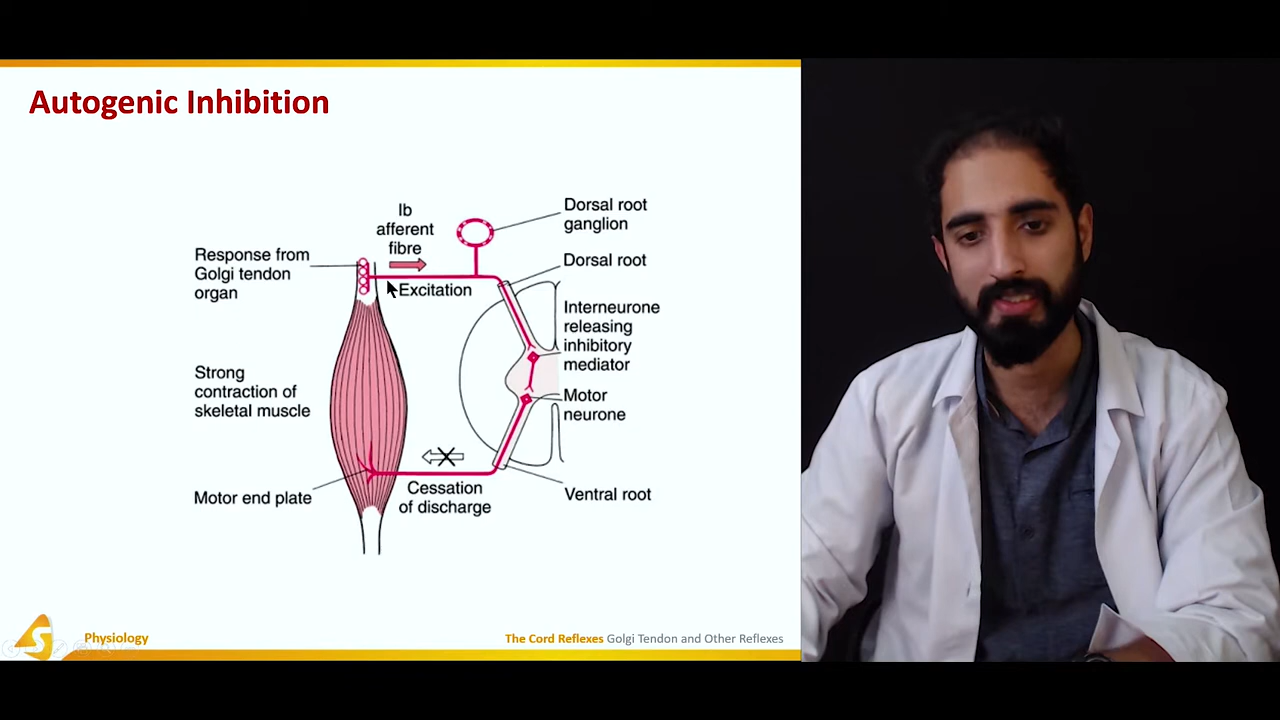 Autogenic Inhibition
Ib
afferent
fibre
Dorsal root
ganglion
Response from
Golgi tendon
organ
Dorsal root
Excitation
Interneurone
releasing
inhibitory
mediator
Strong
contraction of
skeletal muscle
Motor
neurone
Motor end plate
Cessation
of discharge
Ventral root
S
Physiology
The Cord Reflexes Golgi Tendon and Other Reflexes